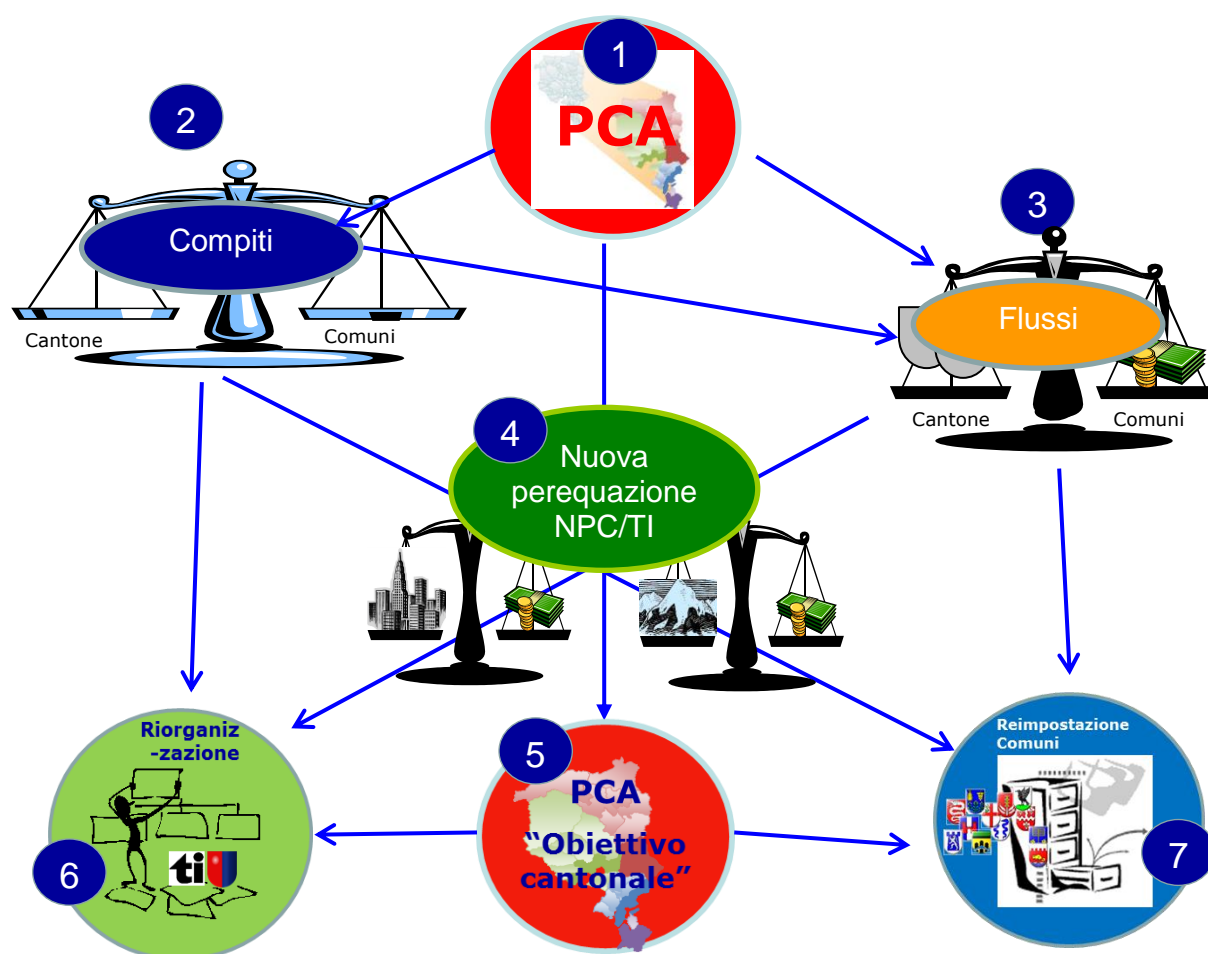 1
PCA
2
Compiti
Cantone
Comuni
3
Flussi
Cantone
Comuni
4
Nuova
perequazione
NPC/TI
5
PCA
“Obiettivo
cantonale”
Riorganiz
-zazione
ti
6
Reimpostazione
Comuni
7